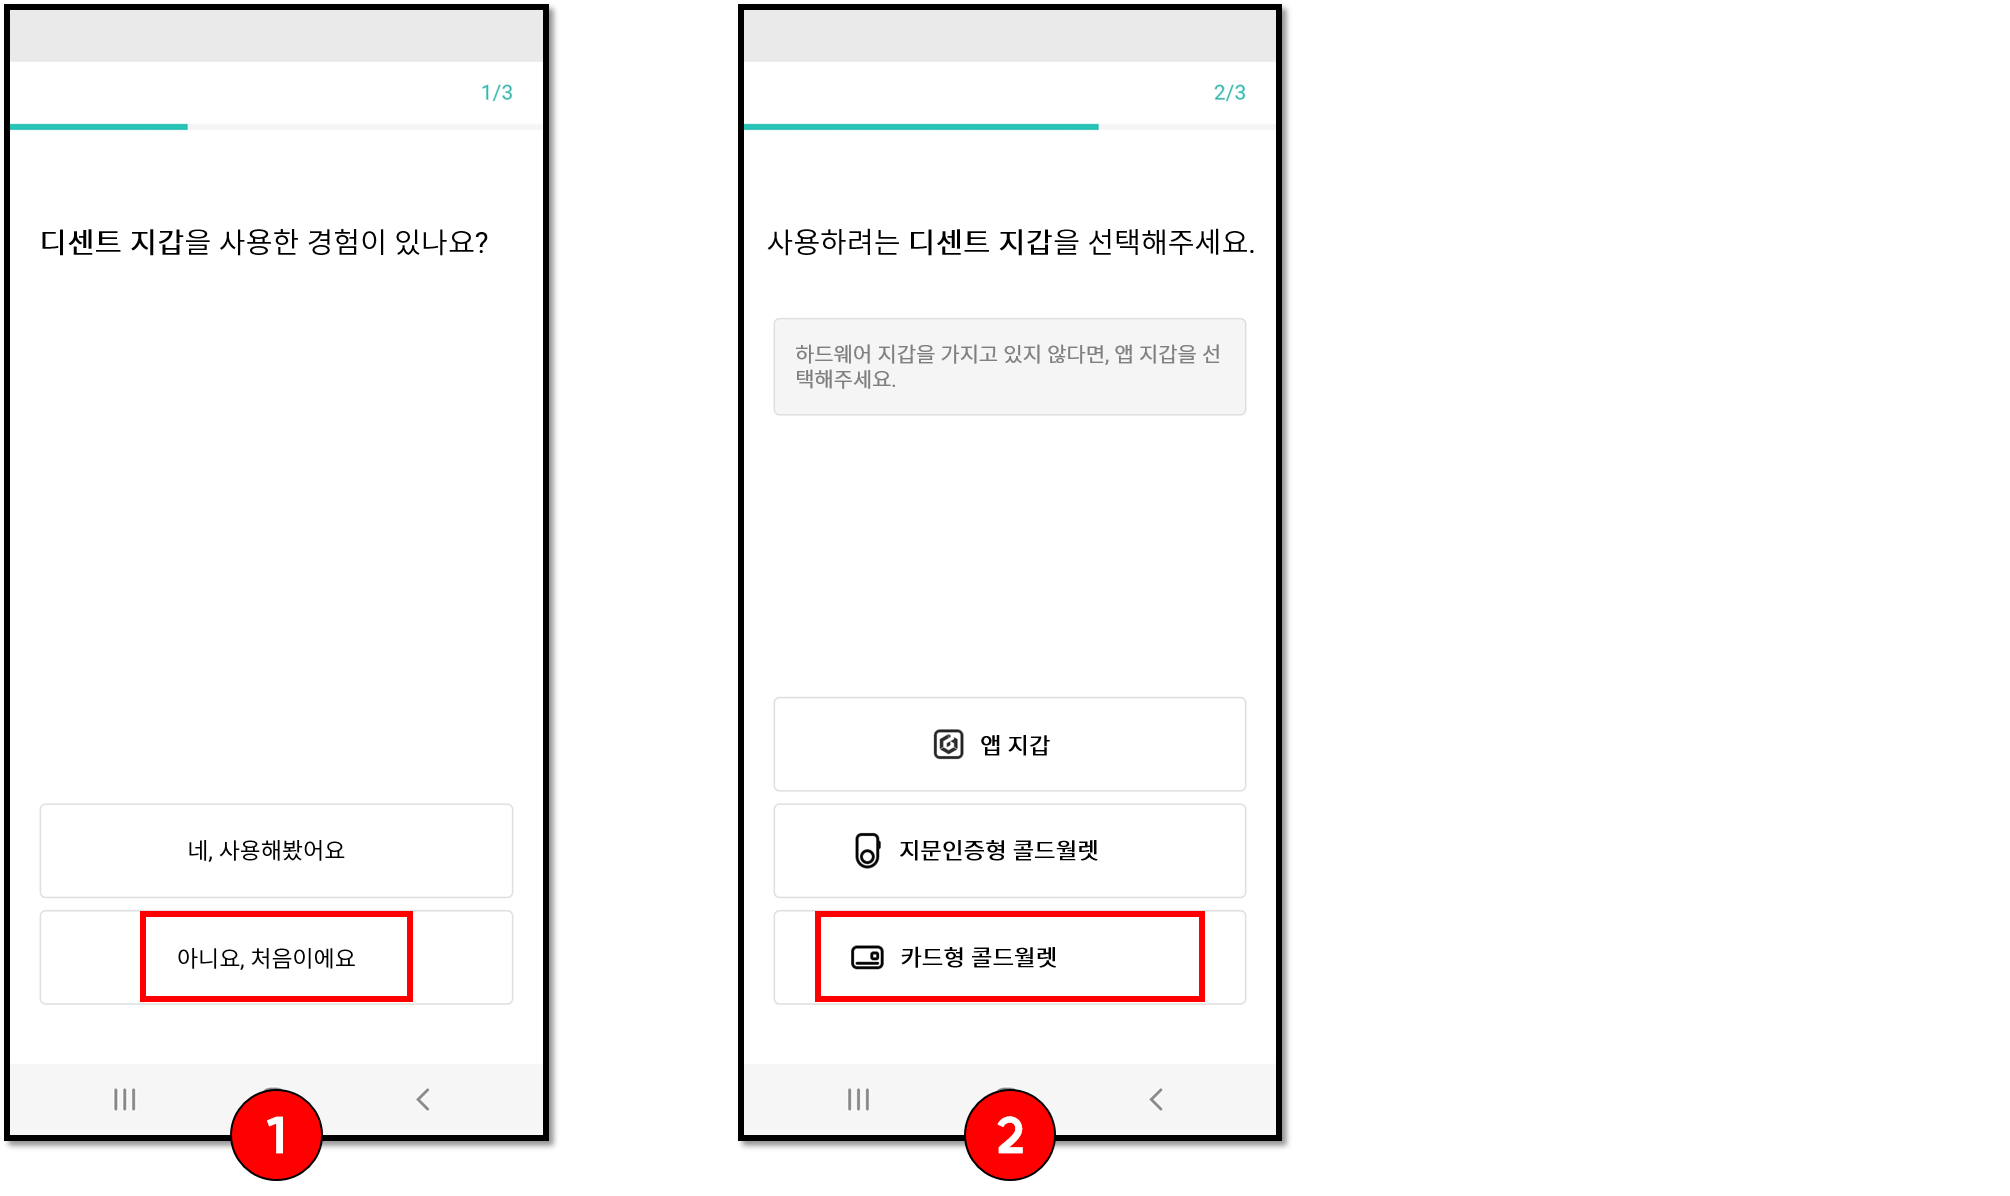 1/3
디센트 지갑을 사용한 경험이 있나요?
네, 사용해봤어요
아니요, 처음이에요
1
2/3
사용하려는 디센트 지갑을 선택해주세요.
하드웨어 지갑을 가지고 있지 않다면, 앱 지갑을 선
택해주세요.
앱 지갑
지문인증형 콜드월렛
카드형 콜드월렛
2